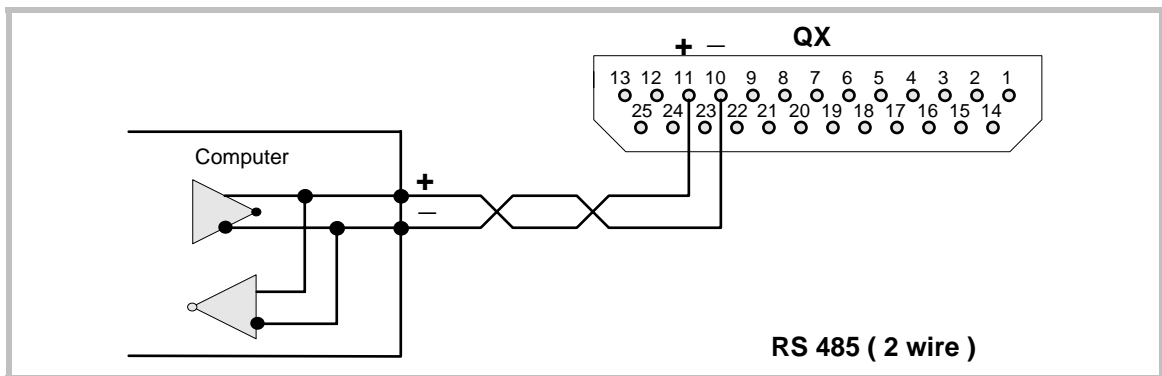 QX
+ –
13 12 11 10 9 8 7 6 5 4 3 2 1
25 24 23 22 21 20 19 18 17 16 15 14
Computer
+
–
RS 485 ( 2 wire )